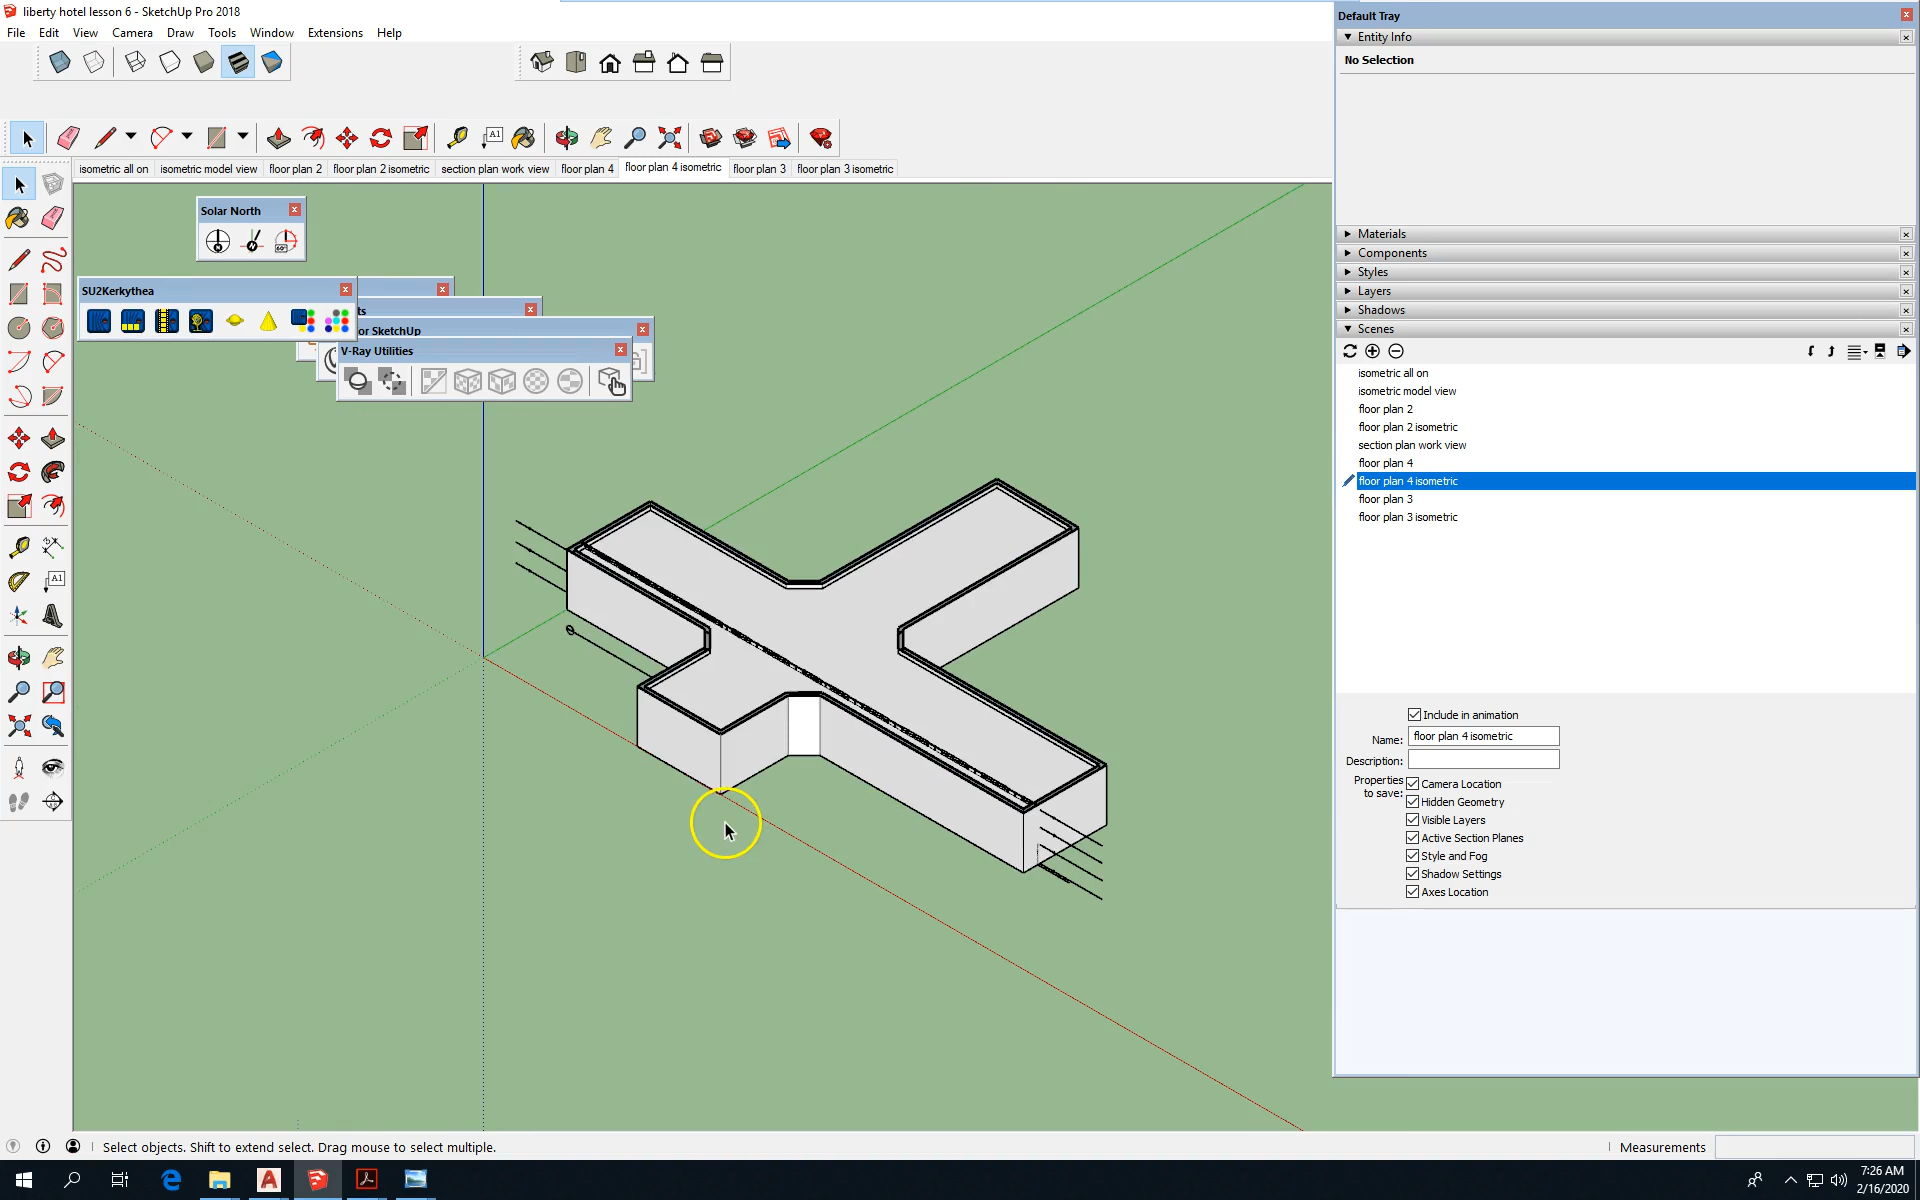 liberty hotel lesson 6 - SketchUp Pro 2018
File Edit View Camera Draw Tools Window Extensions Help
isometric all on isometric model view floor plan 2 floor plan 2 isometric section plan work view floor plan 4 floor plan 4 isometric floor plan 3 floor plan 3 isometric
Solar North
SU2Kerkythea
ts
or SketchUp
V-Ray Utilities
Default Tray
Entity Info
No Selection
Materials
Components
Styles
Layers
Shadows
Scenes
isometric all on
isometric model view
floor plan 2
floor plan 2 isometric
section plan work view
floor plan 4
floor plan 4 isometric
floor plan 3
floor plan 3 isometric
Include in animation
Name: floor plan 4 isometric
Description:
Properties to save:
Camera Location
Hidden Geometry
Visible Layers
Active Section Planes
Style and Fog
Shadow Settings
Axes Location
Select objects. Shift to extend select. Drag mouse to select multiple.
Measurements
7:26 AM
2/16/2020